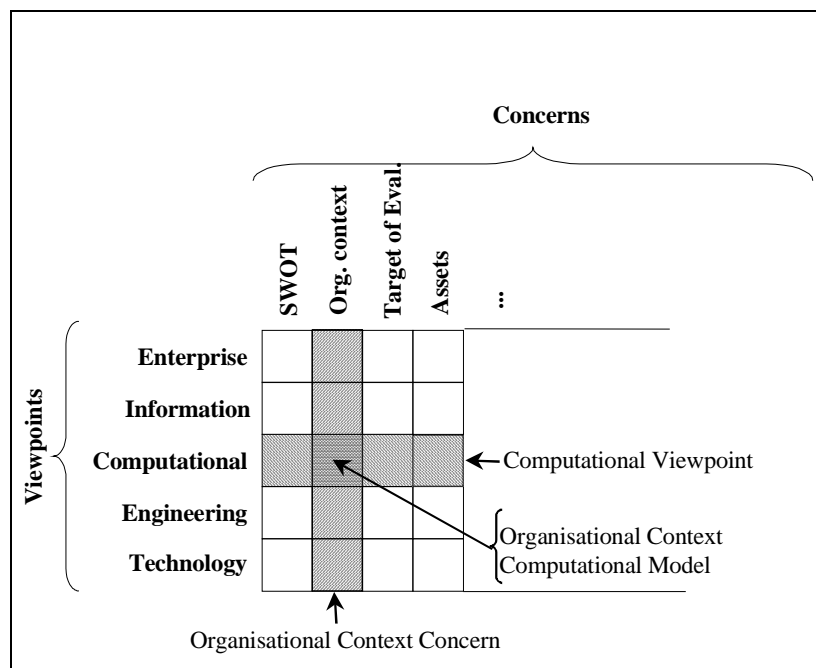 Concerns
SWOT
Org. context
Target of Eval.
Assets
...
Viewpoints
Enterprise
Information
Computational
Engineering
Technology
Computational Viewpoint
Organisational Context
Computational Model
Organisational Context Concern